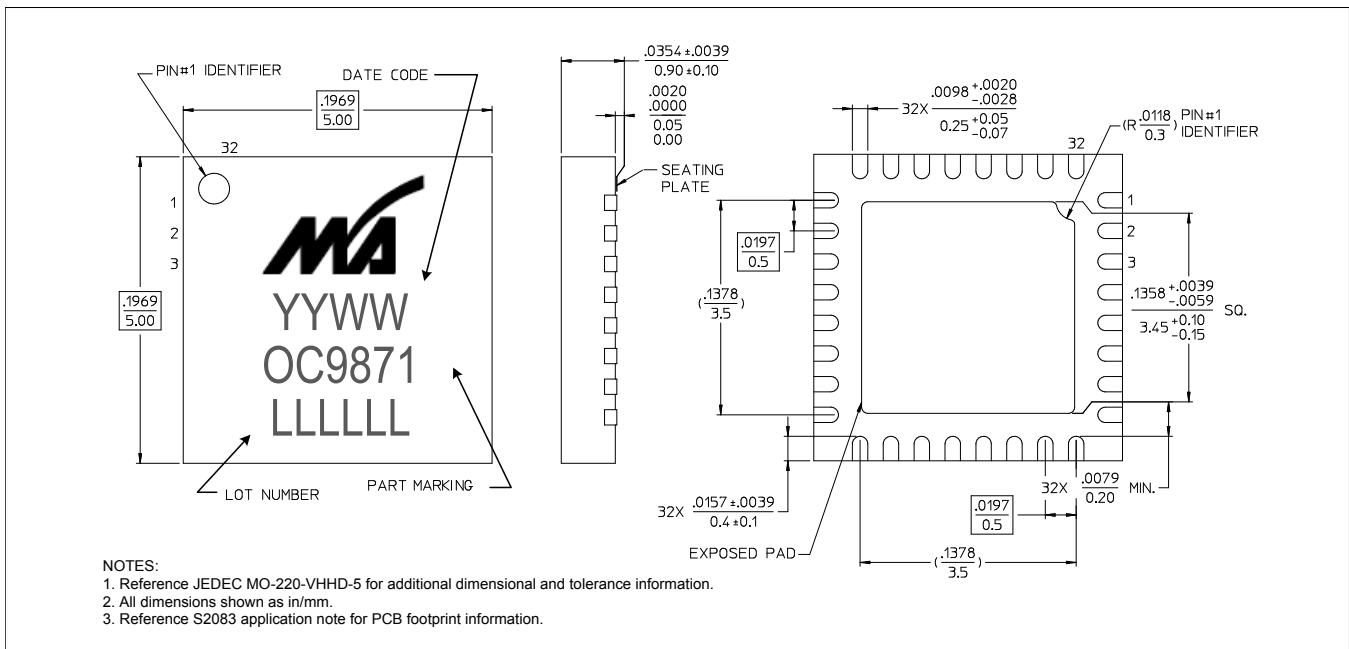 PIN#1 IDENTIFIER
DATE CODE
.1969
5.00
32
1
2
3
.1969
5.00
MA
YYWW
OC9871
LLLLLL
LOT NUMBER
PART MARKING
.0354 ±.0039
0.90 ±0.10
.0020
.0000
0.05
0.00
SEATING
PLATE
32X .0098 +.0020 -.0028
0.25 +0.05 -0.07
(R .0118 / 0.3) PIN#1
IDENTIFIER
32
1
2
3
.0197
0.5
(.1378 / 3.5)
.1358 +.0039 -.0059
3.45 +0.10 -0.15
SQ.
32X .0157 ±.0039
0.4 ±0.1
EXPOSED PAD
32X .0079 MIN.
0.20
.0197
0.5
(.1378 / 3.5)
NOTES:
1. Reference JEDEC MO-220-VHHD-5 for additional dimensional and tolerance information.
2. All dimensions shown as in/mm.
3. Reference S2083 application note for PCB footprint information.